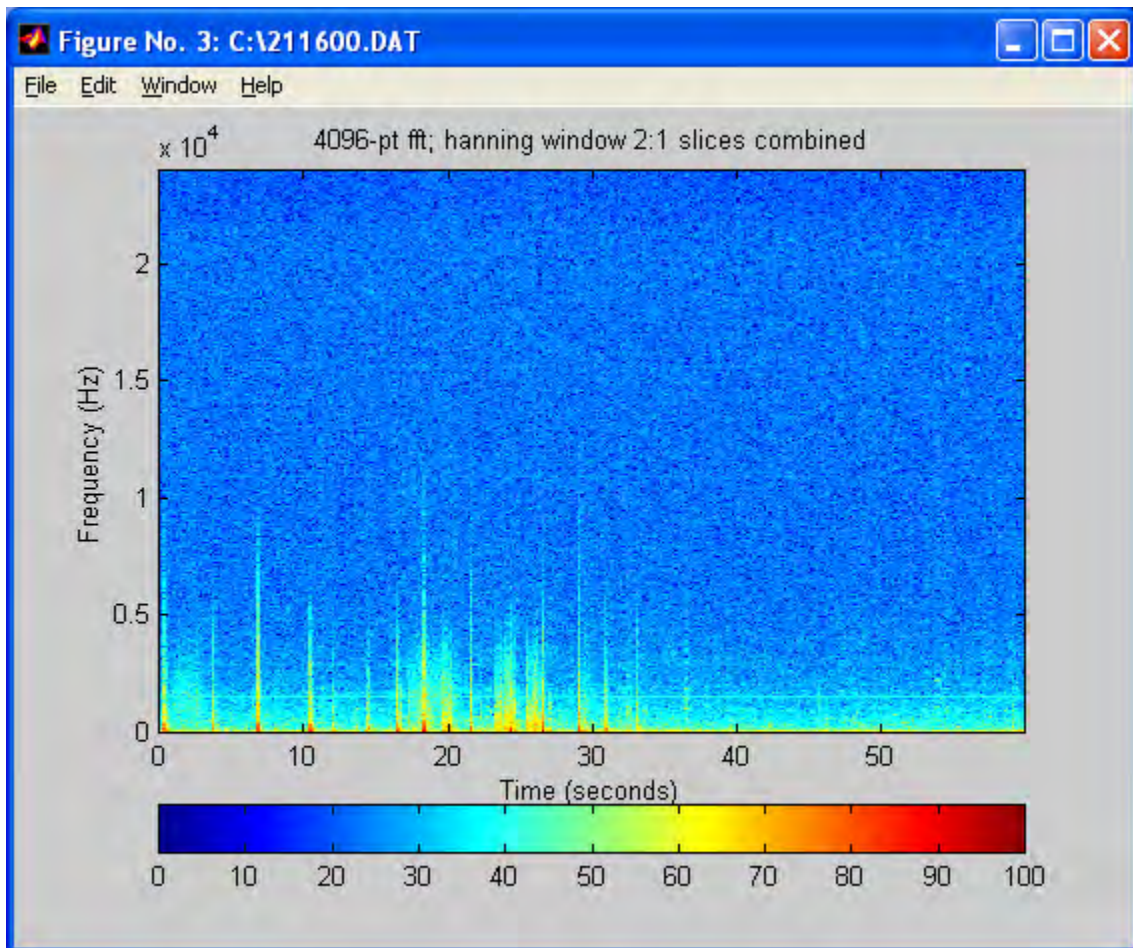 Figure No. 3: C:\211600.DAT
File Edit Window Help
x 10^4
4096-pt fft; hanning window 2:1 slices combined
2
1.5
1
0.5
0
Frequency (Hz)
0 10 20 30 40 50
Time (seconds)
0 10 20 30 40 50 60 70 80 90 100